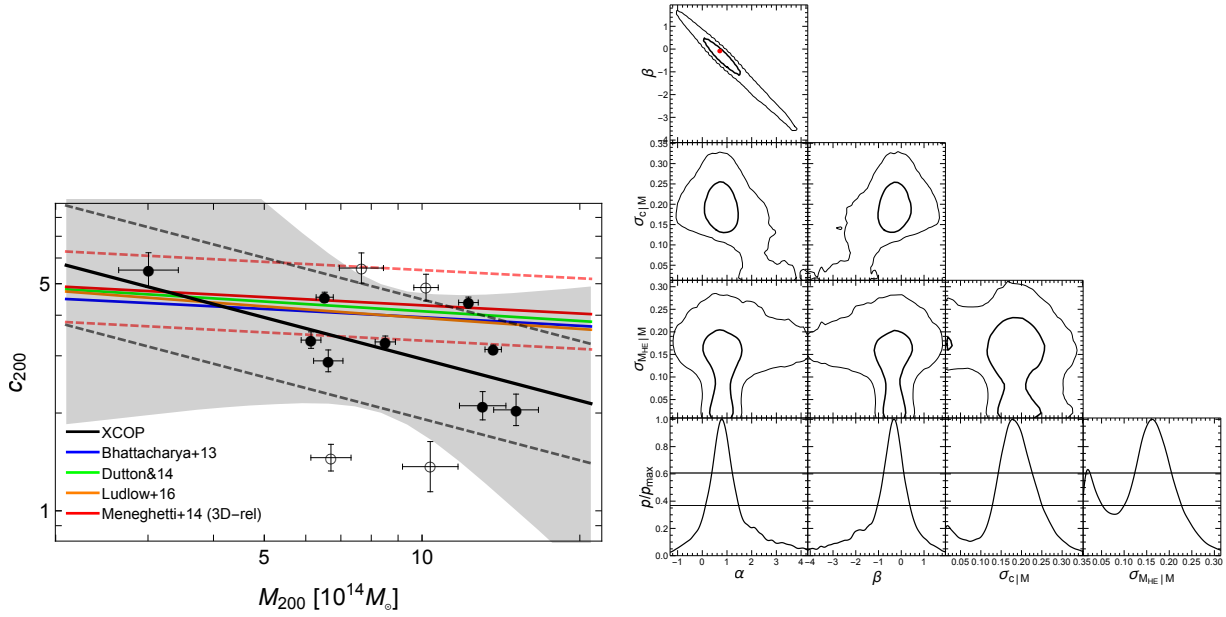 5
1
c200
5
10
M200 [10^14 M☉]
XCOP
Bhattacharya+13
Dutton&14
Ludlow+16
Meneghetti+14 (3D-rel)
1
0
-1
-2
-3
-4
β
0.35
0.30
0.25
0.20
0.15
0.10
0.05
σc|M
0.30
0.25
0.20
0.15
0.10
0.05
σMHE|M
1.0
0.8
0.6
0.4
0.2
0.0
p/pmax
-1 0 1 2 3 4
-4 -3 -2 -1 0 1
0.05 0.10 0.15 0.20 0.25 0.30 0.35
0.05 0.10 0.15 0.20 0.25 0.30
α
β
σc|M
σMHE|M